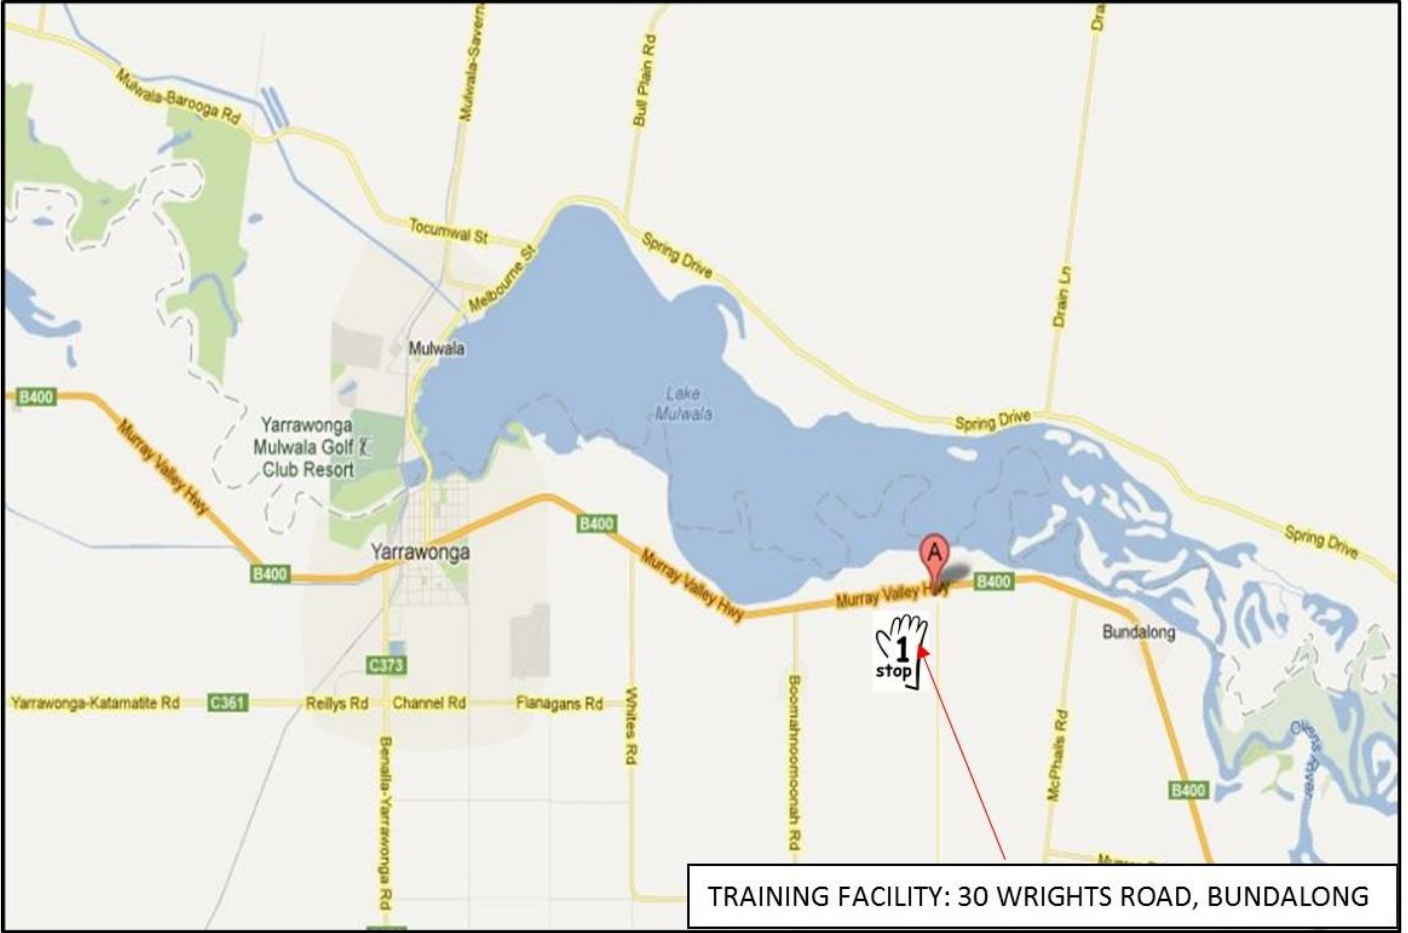 Mulwala-Savern
Bull Plain Rd
Dra
Mulwala-Barooga Rd
Tocumwal St
Melbourne St
Spring Drive
Drain Ln
Mulwala
Lake
Mulwala
B400
Spring Drive
Yarrawonga
Mulwala Golf
Club Resort
Murray Valley Hwy
B400
Spring Drive
Yarrawonga
A
B400
B400
Murray Valley Hwy
Murray Valley Hwy
1
stop
Bundalong
C373
Yarrawonga-Katamatite Rd
C361
Reillys Rd
Channel Rd
Flanagans Rd
Whites Rd
Boomahnoomoonah Rd
McPhails Rd
Ovens River
B400
Benalla-Yarrawonga Rd
TRAINING FACILITY: 30 WRIGHTS ROAD, BUNDALONG